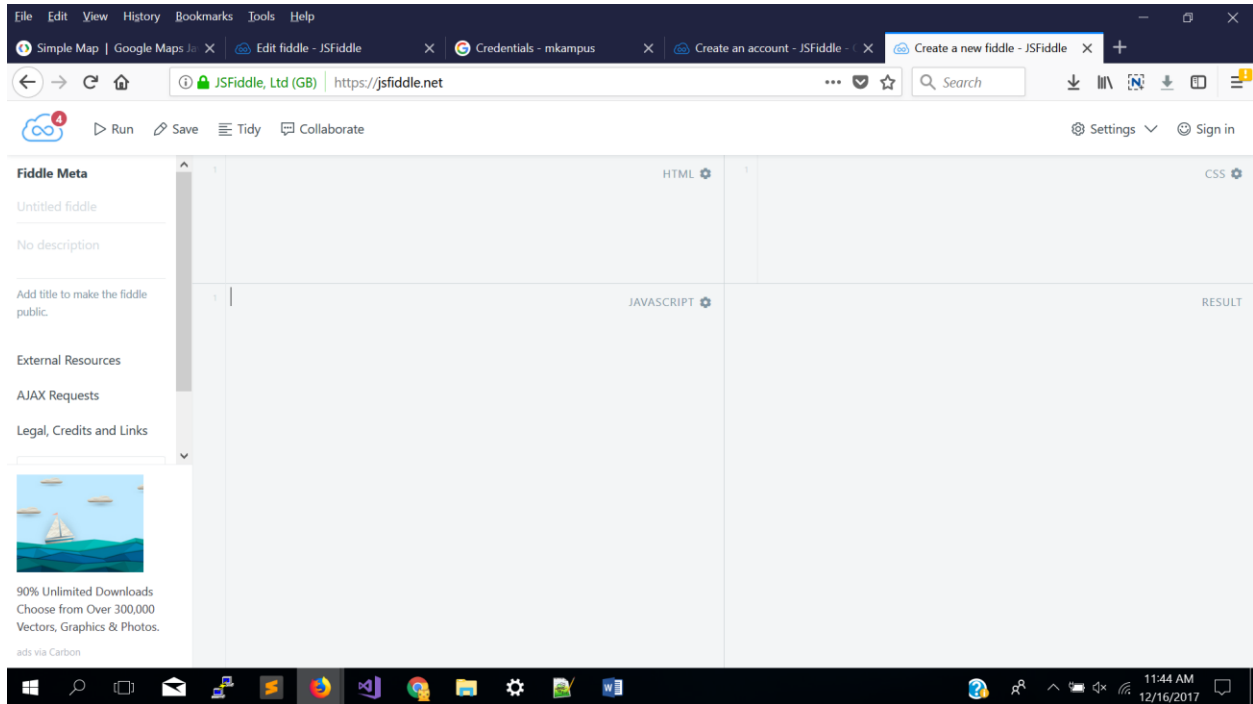 File Edit View History Bookmarks Tools Help
Simple Map | Google Maps Ja Edit fiddle - JSFiddle Credentials - mkampus Create an account - JSFiddle - Create a new fiddle - JSFiddle
JSFiddle, Ltd (GB) https://jsfiddle.net Search
4 Run Save Tidy Collaborate Settings Sign in
Fiddle Meta
Untitled fiddle
No description
Add title to make the fiddle
public.
External Resources
AJAX Requests
Legal, Credits and Links
1 HTML
1 CSS
1 JAVASCRIPT
RESULT
90% Unlimited Downloads
Choose from Over 300,000
Vectors, Graphics & Photos.
ads via Carbon
11:44 AM
12/16/2017